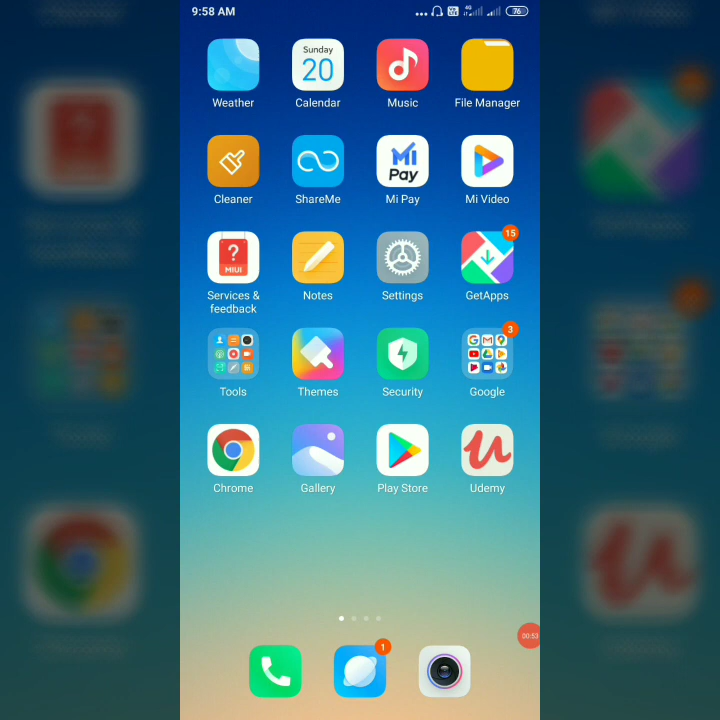 9:58 AM
4G
76
Sunday
20
Weather
Calendar
Music
File Manager
Mi
Pay
Cleaner
ShareMe
Mi Pay
Mi Video
?
MIUI
15
Services &
feedback
Notes
Settings
GetApps
3
Tools
Themes
Security
Google
Chrome
Gallery
Play Store
Udemy
00:53
1